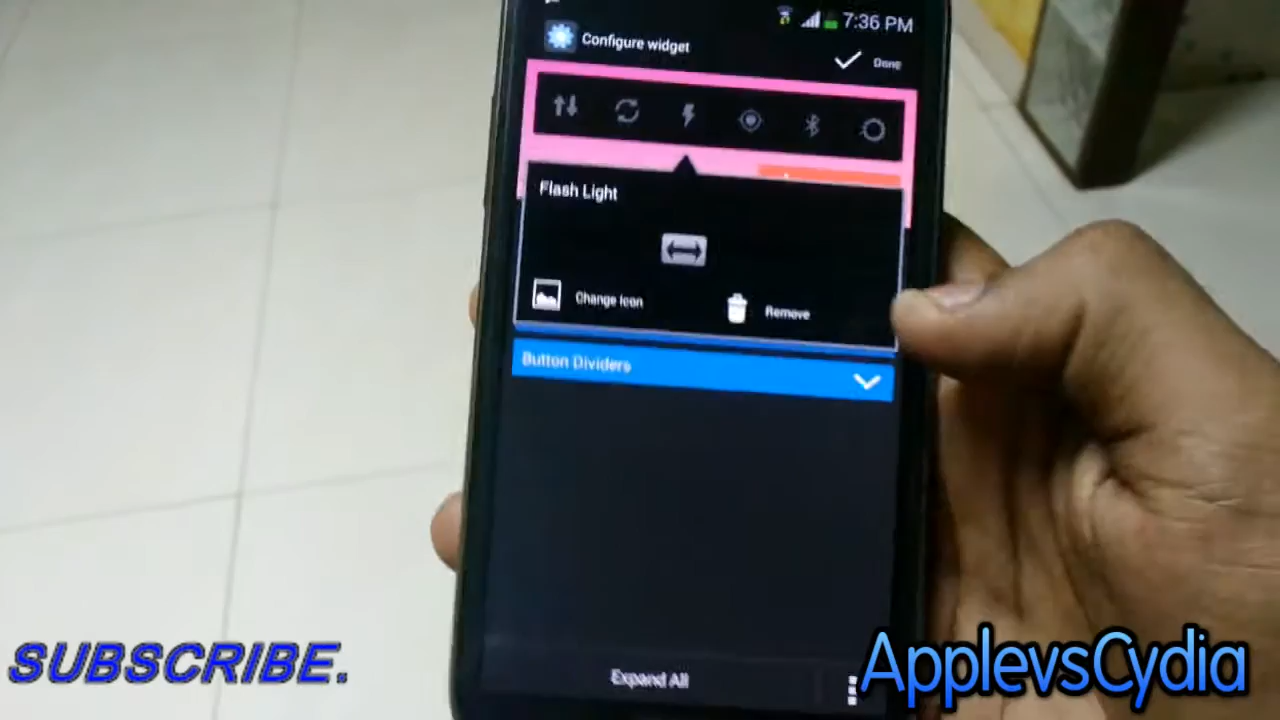 7:36 PM
Configure widget
Done
Flash Light
Change Icon
Remove
Button Dividers
Expand All
SUBSCRIBE.
ApplevsCydia